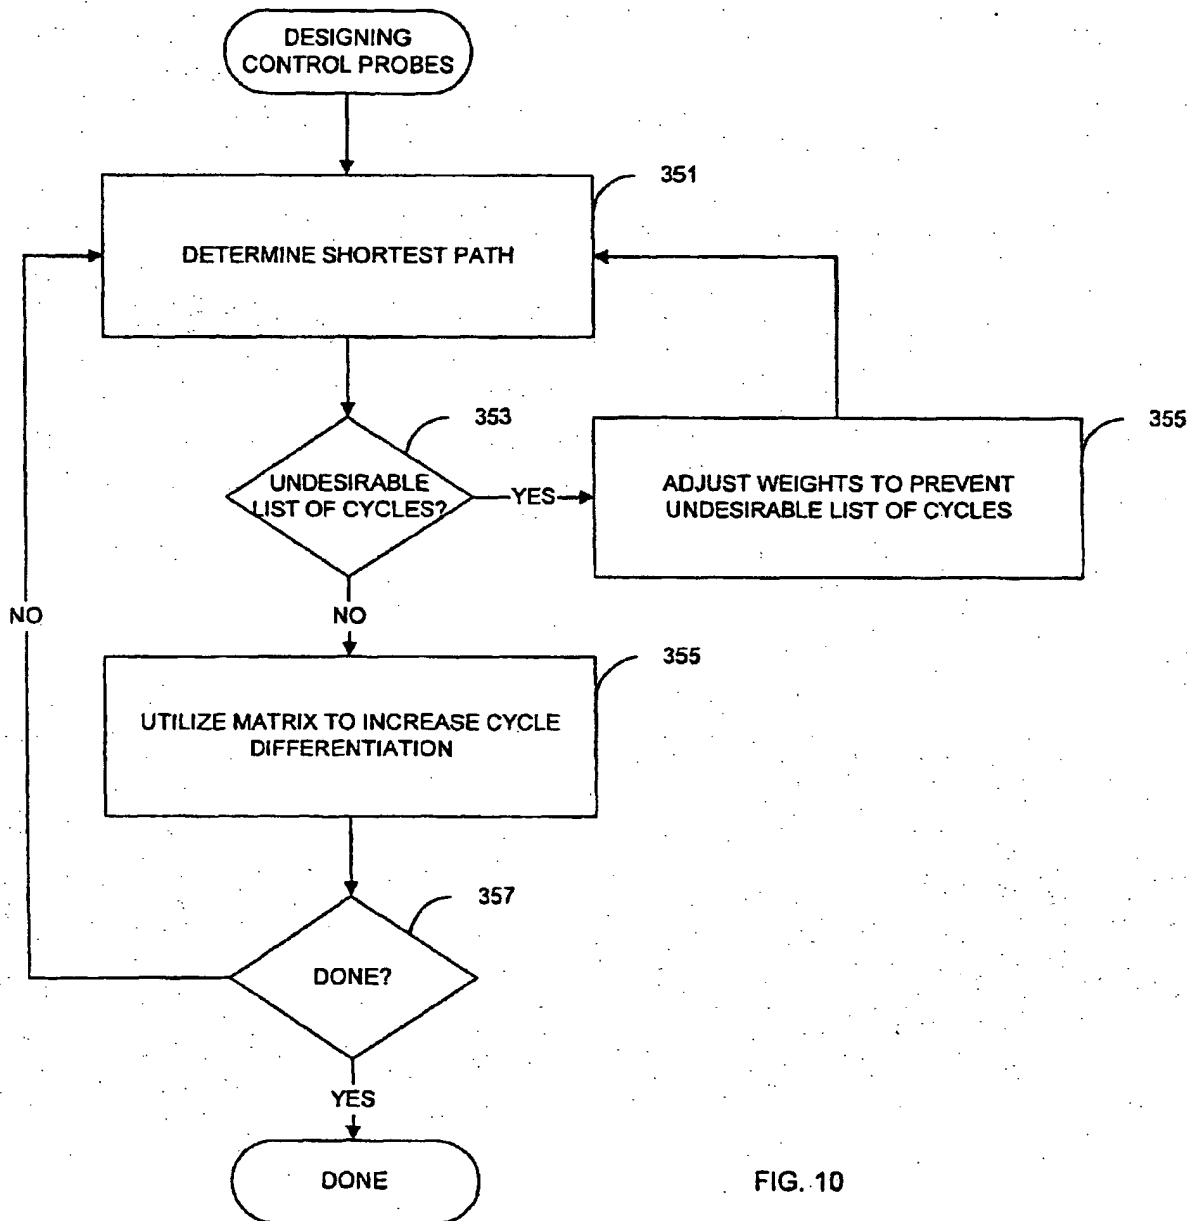 DESIGNING
CONTROL PROBES
351
DETERMINE SHORTEST PATH
353
355
UNDESIRABLE
LIST OF CYCLES?
YES
ADJUST WEIGHTS TO PREVENT
UNDESIRABLE LIST OF CYCLES
NO
NO
355
UTILIZE MATRIX TO INCREASE CYCLE
DIFFERENTIATION
357
DONE?
YES
DONE
FIG. 10